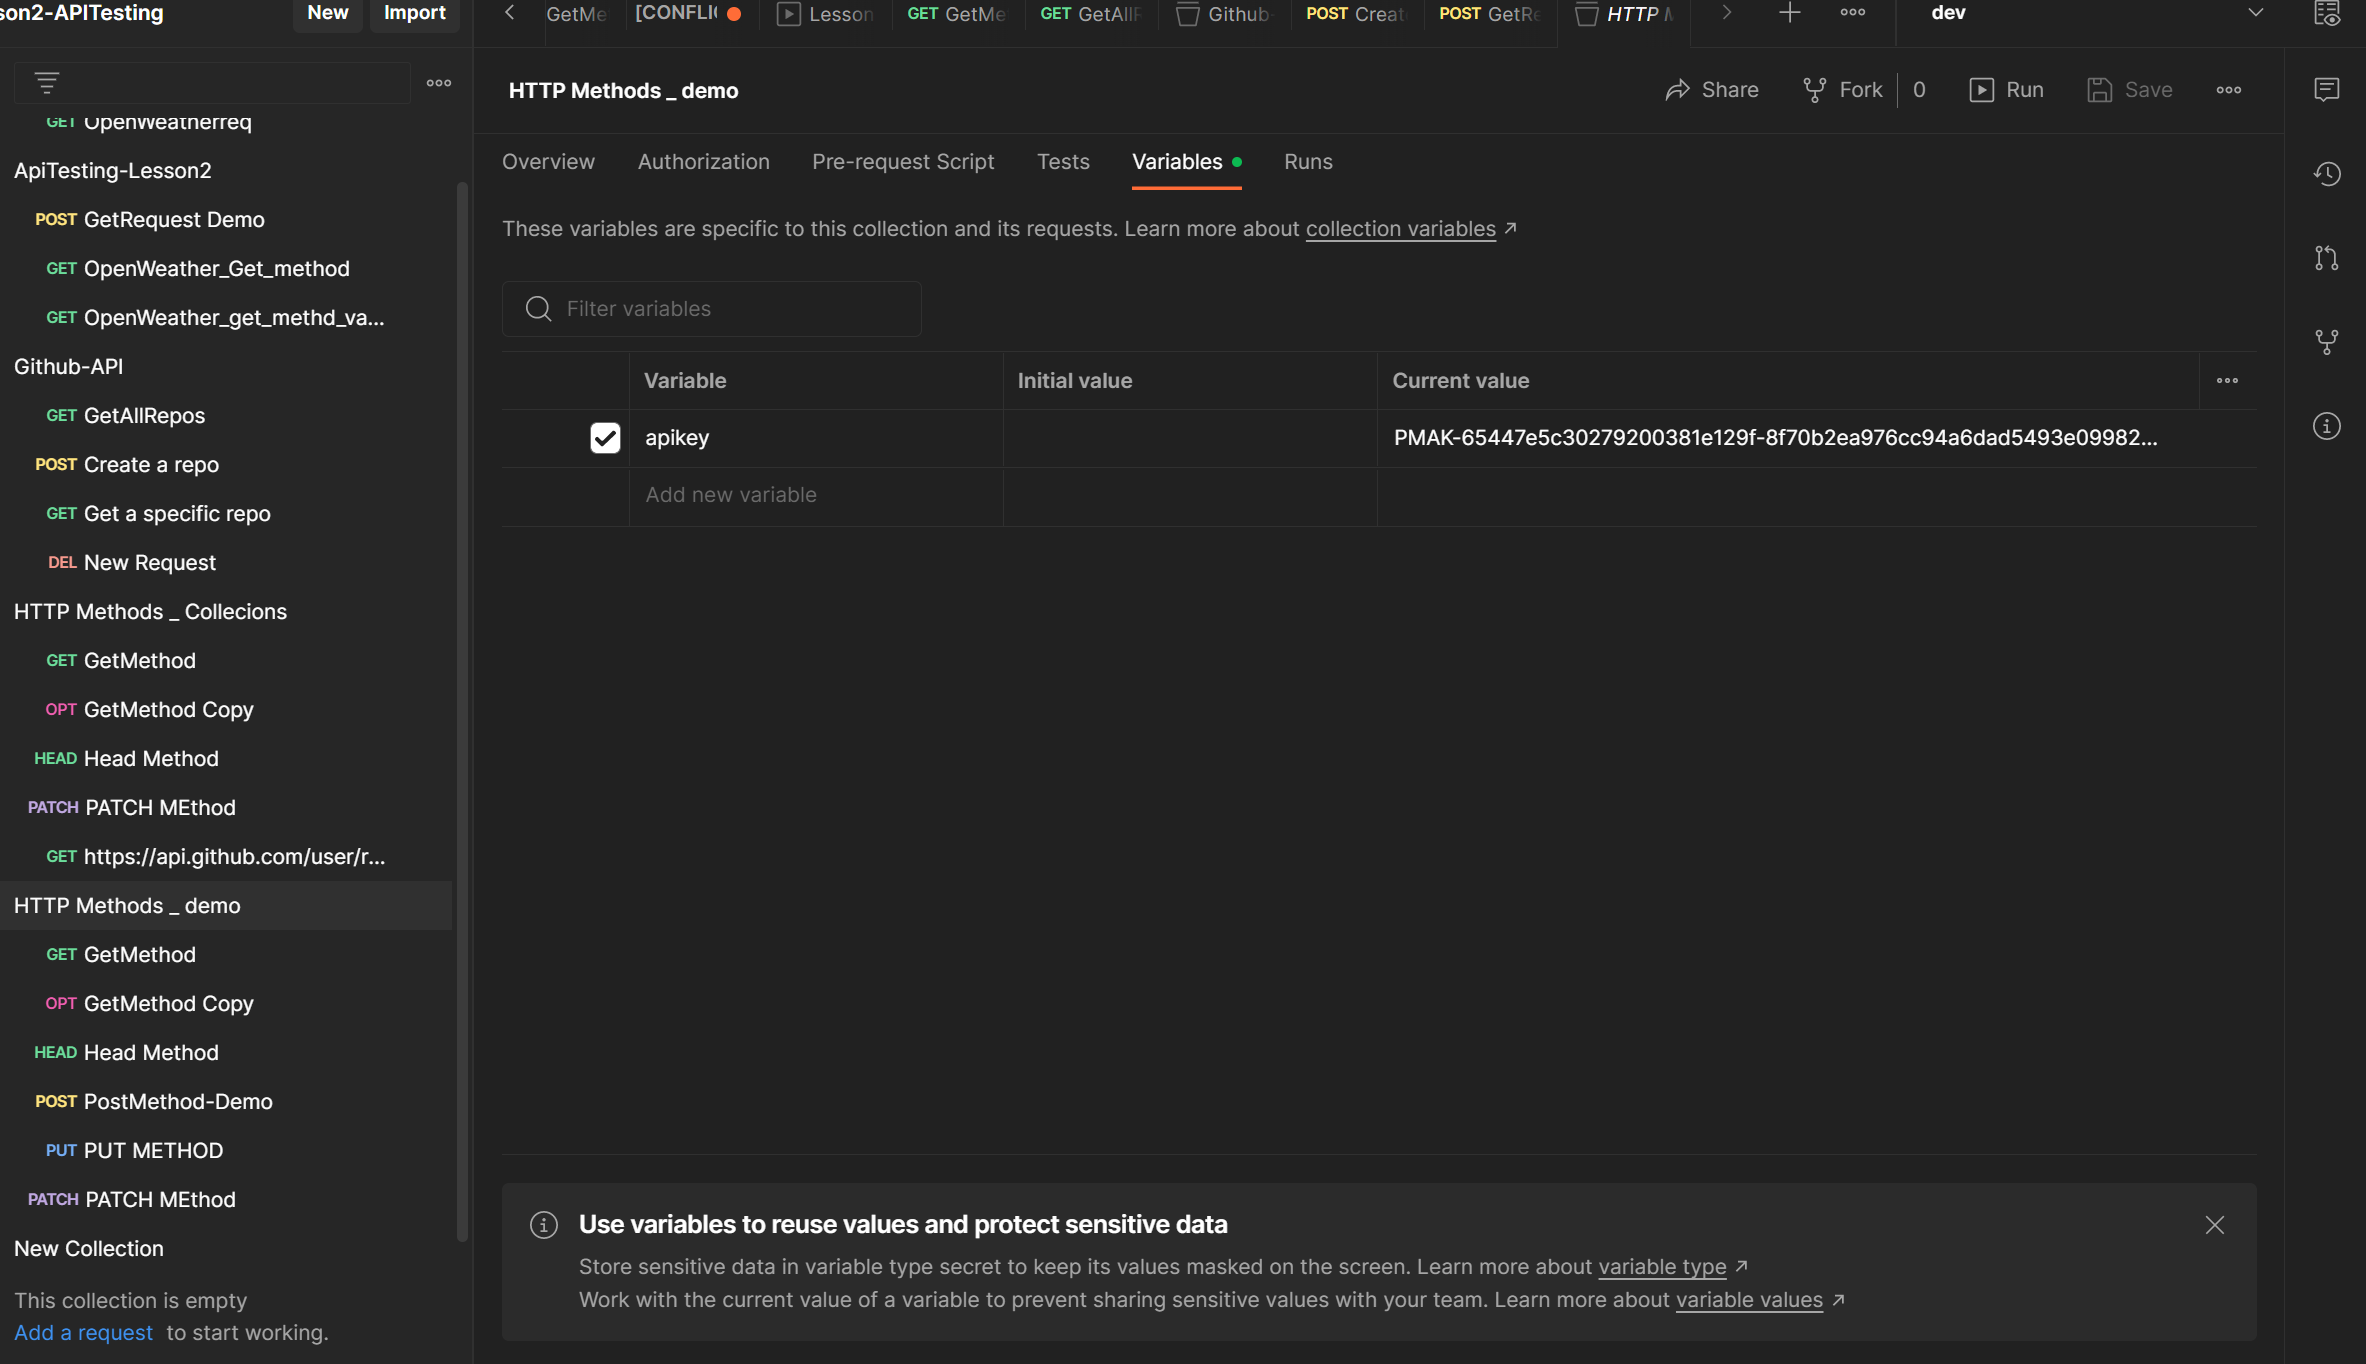 son2-APITesting
New
Import
GetMe
[CONFLI
Lesson
GET GetMe
GET GetAllR
Github-
POST Creat
POST GetRe
HTTP M
dev
HTTP Methods _ demo
Share
Fork
0
Run
Save
GET OpenWeatherreq
ApiTesting-Lesson2
POST GetRequest Demo
GET OpenWeather_Get_method
GET OpenWeather_get_methd_va...
Github-API
GET GetAllRepos
POST Create a repo
GET Get a specific repo
DEL New Request
HTTP Methods _ Collecions
GET GetMethod
OPT GetMethod Copy
HEAD Head Method
PATCH PATCH MEthod
GET https://api.github.com/user/r...
HTTP Methods _ demo
GET GetMethod
OPT GetMethod Copy
HEAD Head Method
POST PostMethod-Demo
PUT PUT METHOD
PATCH PATCH MEthod
New Collection
This collection is empty
Add a request to start working.
Overview
Authorization
Pre-request Script
Tests
Variables
Runs
These variables are specific to this collection and its requests. Learn more about collection variables ↗
Filter variables
Variable
Initial value
Current value
apikey
PMAK-65447e5c30279200381e129f-8f70b2ea976cc94a6dad5493e09982...
Add new variable
Use variables to reuse values and protect sensitive data
Store sensitive data in variable type secret to keep its values masked on the screen. Learn more about variable type ↗
Work with the current value of a variable to prevent sharing sensitive values with your team. Learn more about variable values ↗